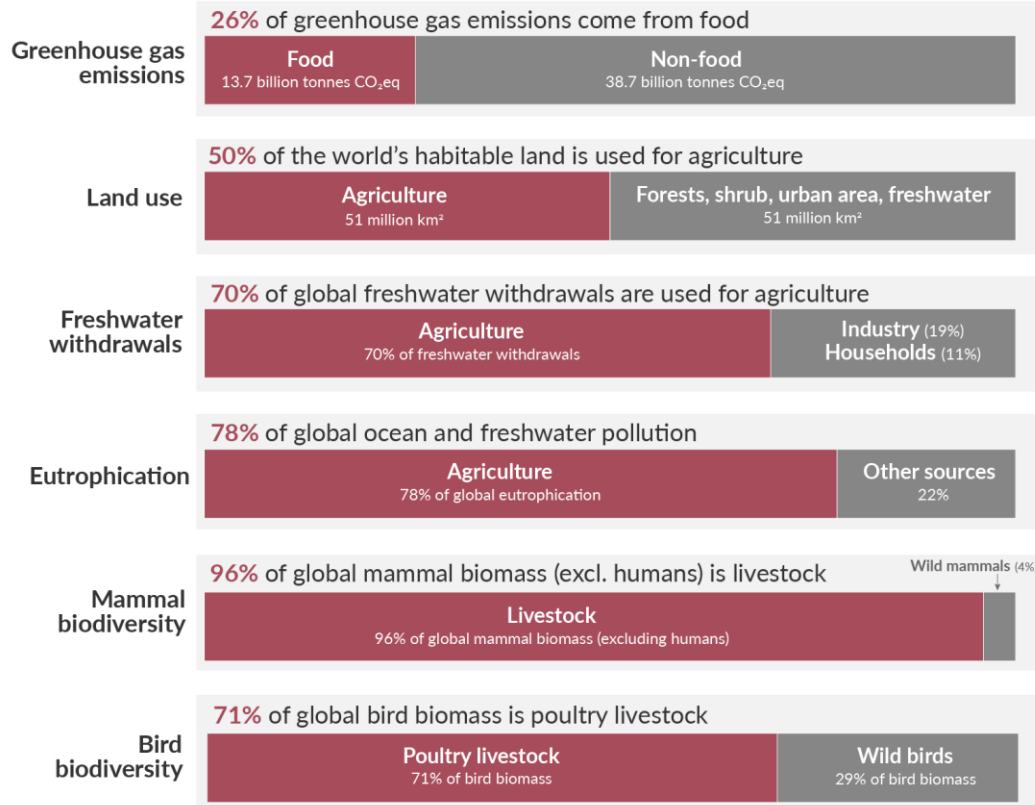 26% of greenhouse gas emissions come from food
Greenhouse gas
emissions
Food
13.7 billion tonnes CO₂eq
Non-food
38.7 billion tonnes CO₂eq
50% of the world's habitable land is used for agriculture
Land use
Agriculture
51 million km²
Forests, shrub, urban area, freshwater
51 million km²
70% of global freshwater withdrawals are used for agriculture
Freshwater
withdrawals
Agriculture
70% of freshwater withdrawals
Industry (19%)
Households (11%)
78% of global ocean and freshwater pollution
Eutrophication
Agriculture
78% of global eutrophication
Other sources
22%
96% of global mammal biomass (excl. humans) is livestock
Wild mammals (4%
Mammal
biodiversity
Livestock
96% of global mammal biomass (excluding humans)
71% of global bird biomass is poultry livestock
Bird
biodiversity
Poultry livestock
71% of bird biomass
Wild birds
29% of bird biomass